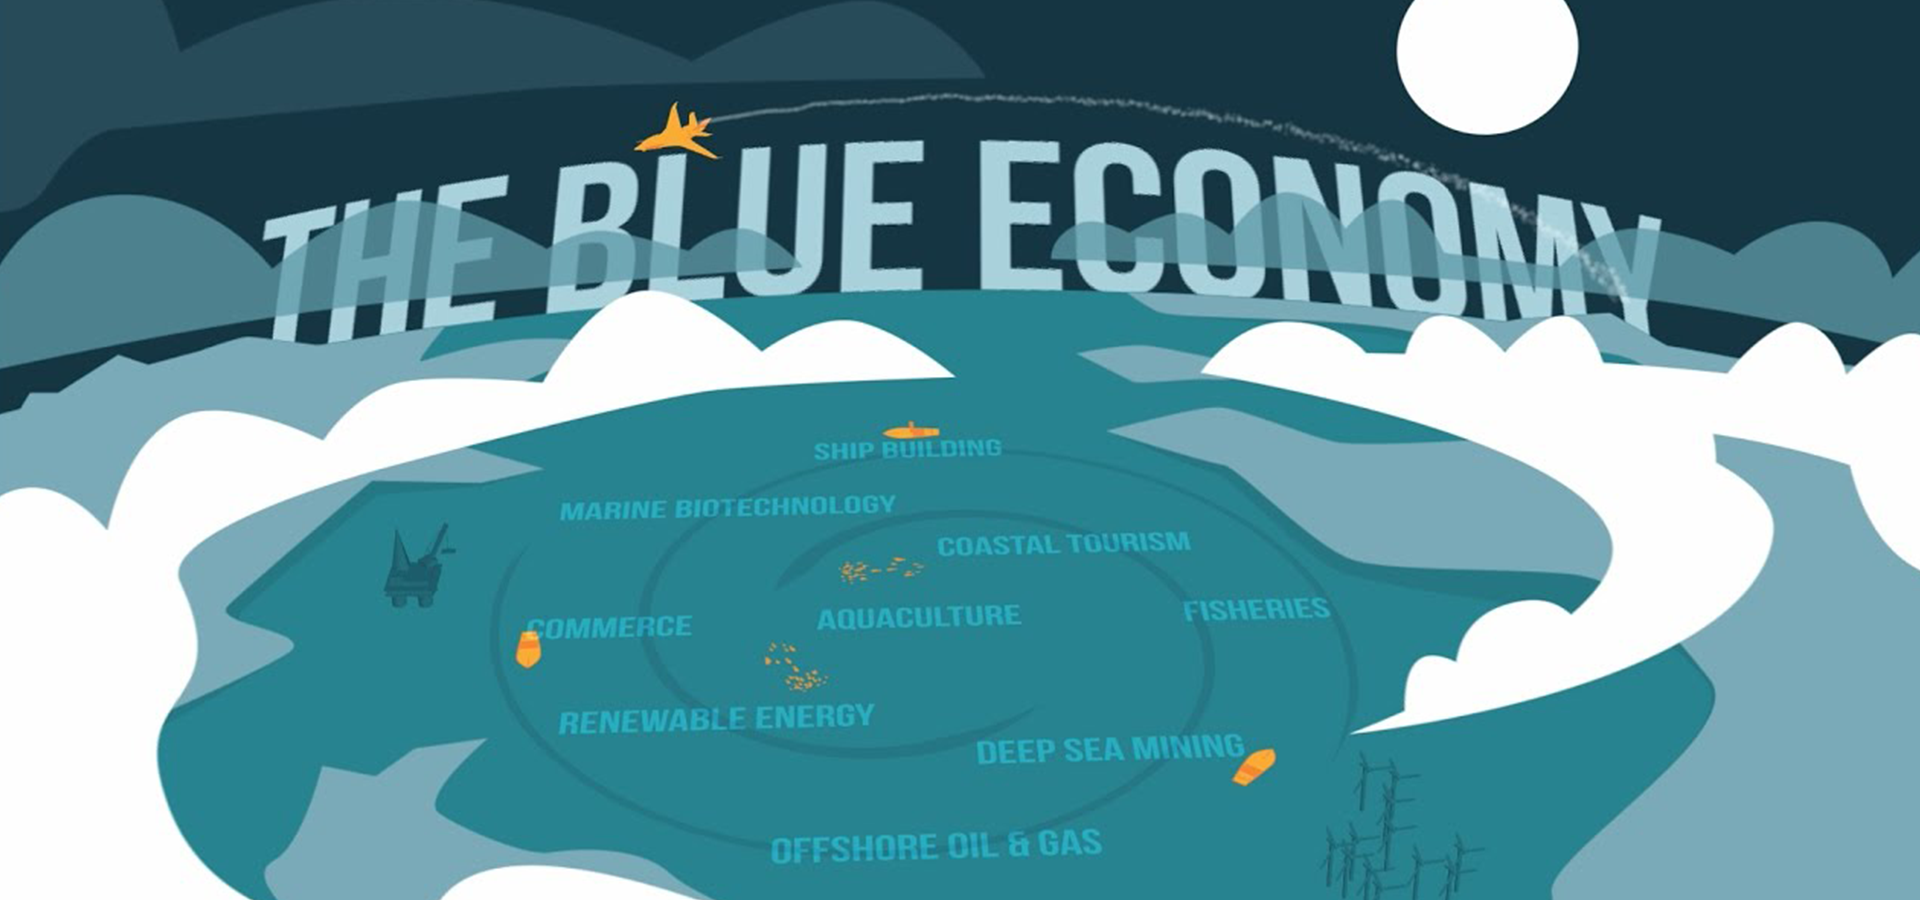 THE BLUE ECONOMY
SHIP BUILDING
MARINE BIOTECHNOLOGY
COASTAL TOURISM
COMMERCE
AQUACULTURE
FISHERIES
RENEWABLE ENERGY
DEEP SEA MINING
OFFSHORE OIL & GAS